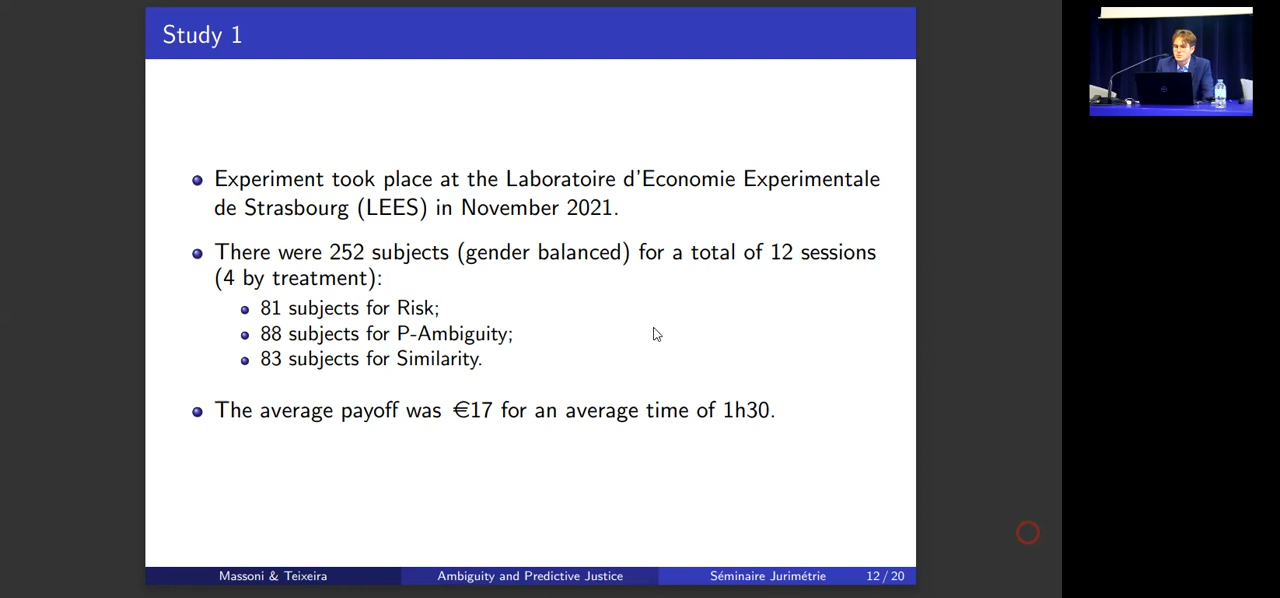 Study 1
Experiment took place at the Laboratoire d'Economie Experimentale
de Strasbourg (LEES) in November 2021.
There were 252 subjects (gender balanced) for a total of 12 sessions
(4 by treatment):
81 subjects for Risk;
88 subjects for P-Ambiguity;
83 subjects for Similarity.
The average payoff was €17 for an average time of 1h30.
Massoni & Teixeira Ambiguity and Predictive Justice Séminaire Jurimétrie 12 / 20